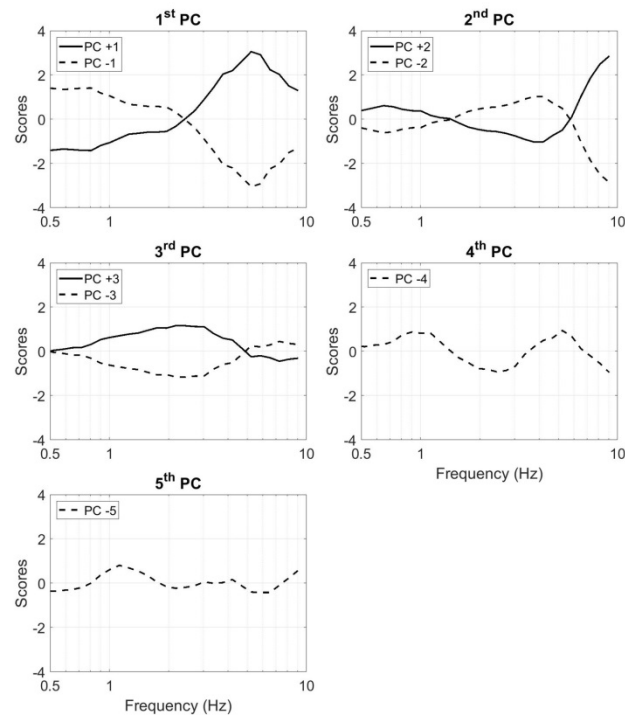 1st PC
PC +1
PC -1
Scores
4
2
0
-2
-4
0.5
1
10
2nd PC
PC +2
PC -2
Scores
4
2
0
-2
-4
0.5
1
10
3rd PC
PC +3
PC -3
Scores
4
2
0
-2
-4
0.5
1
10
4th PC
PC -4
4
2
0
-2
-4
0.5
1
10
Frequency (Hz)
5th PC
PC -5
Scores
4
2
0
-2
-4
0.5
1
10
Frequency (Hz)